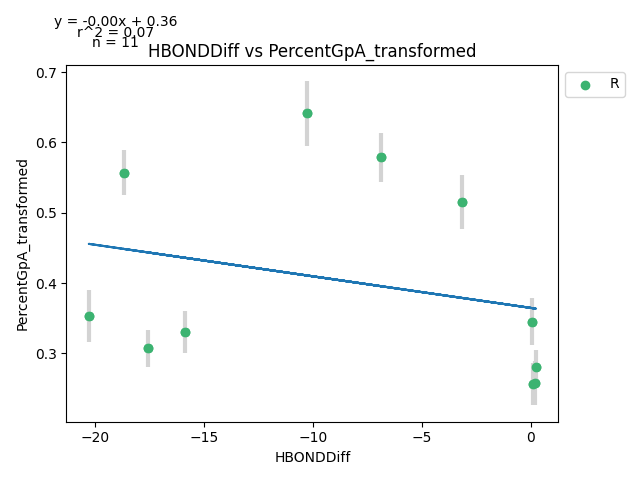 y = -0.00x + 0.36
r^2 = 0.07
n = 11
HBONDDiff vs PercentGpA_transformed
R
PercentGpA_transformed
0.7
0.6
0.5
0.4
0.3
−20
−15
−10
−5
0
HBONDDiff